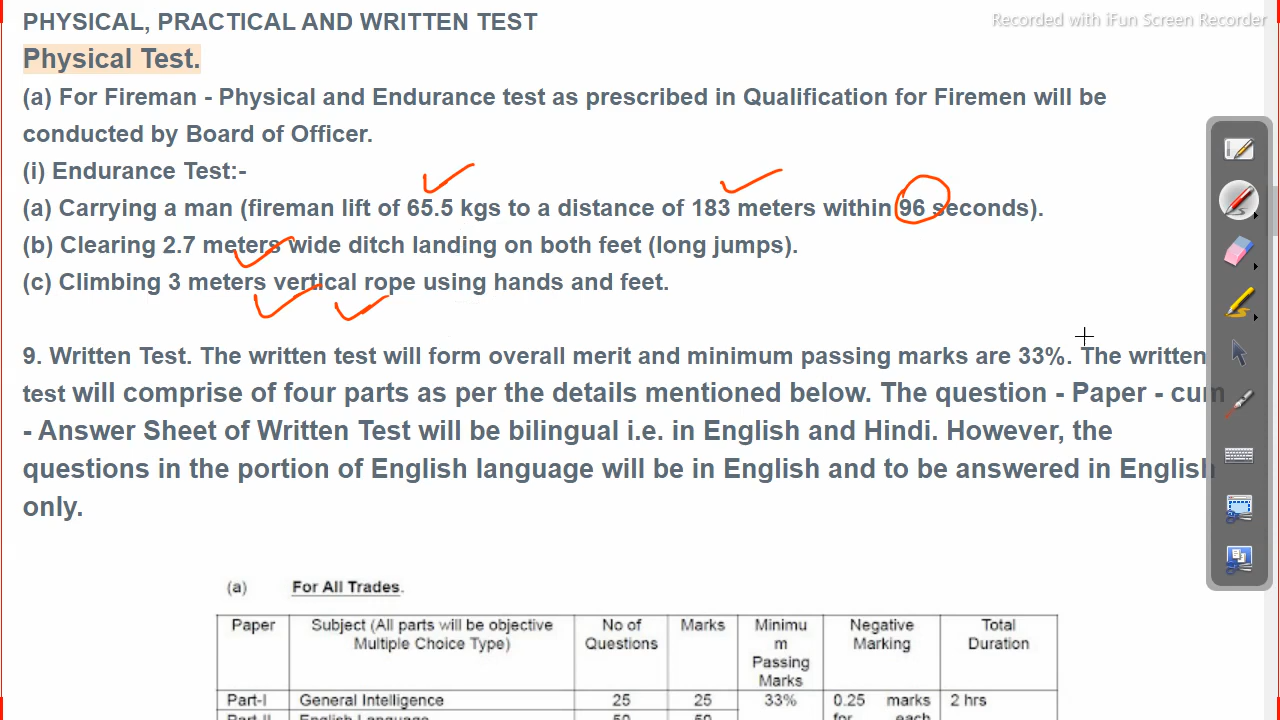 PHYSICAL, PRACTICAL AND WRITTEN TEST
Recorded with iFun Screen Recorder
Physical Test.
(a) For Fireman - Physical and Endurance test as prescribed in Qualification for Firemen will be
conducted by Board of Officer.
(i) Endurance Test:-
(a) Carrying a man (fireman lift of 65.5 kgs to a distance of 183 meters within 96 seconds).
(b) Clearing 2.7 meters wide ditch landing on both feet (long jumps).
(c) Climbing 3 meters vertical rope using hands and feet.
9. Written Test. The written test will form overall merit and minimum passing marks are 33%. The written
test will comprise of four parts as per the details mentioned below. The question - Paper - cum
- Answer Sheet of Written Test will be bilingual i.e. in English and Hindi. However, the
questions in the portion of English language will be in English and to be answered in English
only.
(a) For All Trades.
Paper Subject (All parts will be objective Multiple Choice Type) No of Questions Marks Minimu m Passing Marks Negative Marking Total Duration
Part-I General Intelligence 25 25 33% 0.25 marks 2 hrs
Part-II English Language 50 50 for each